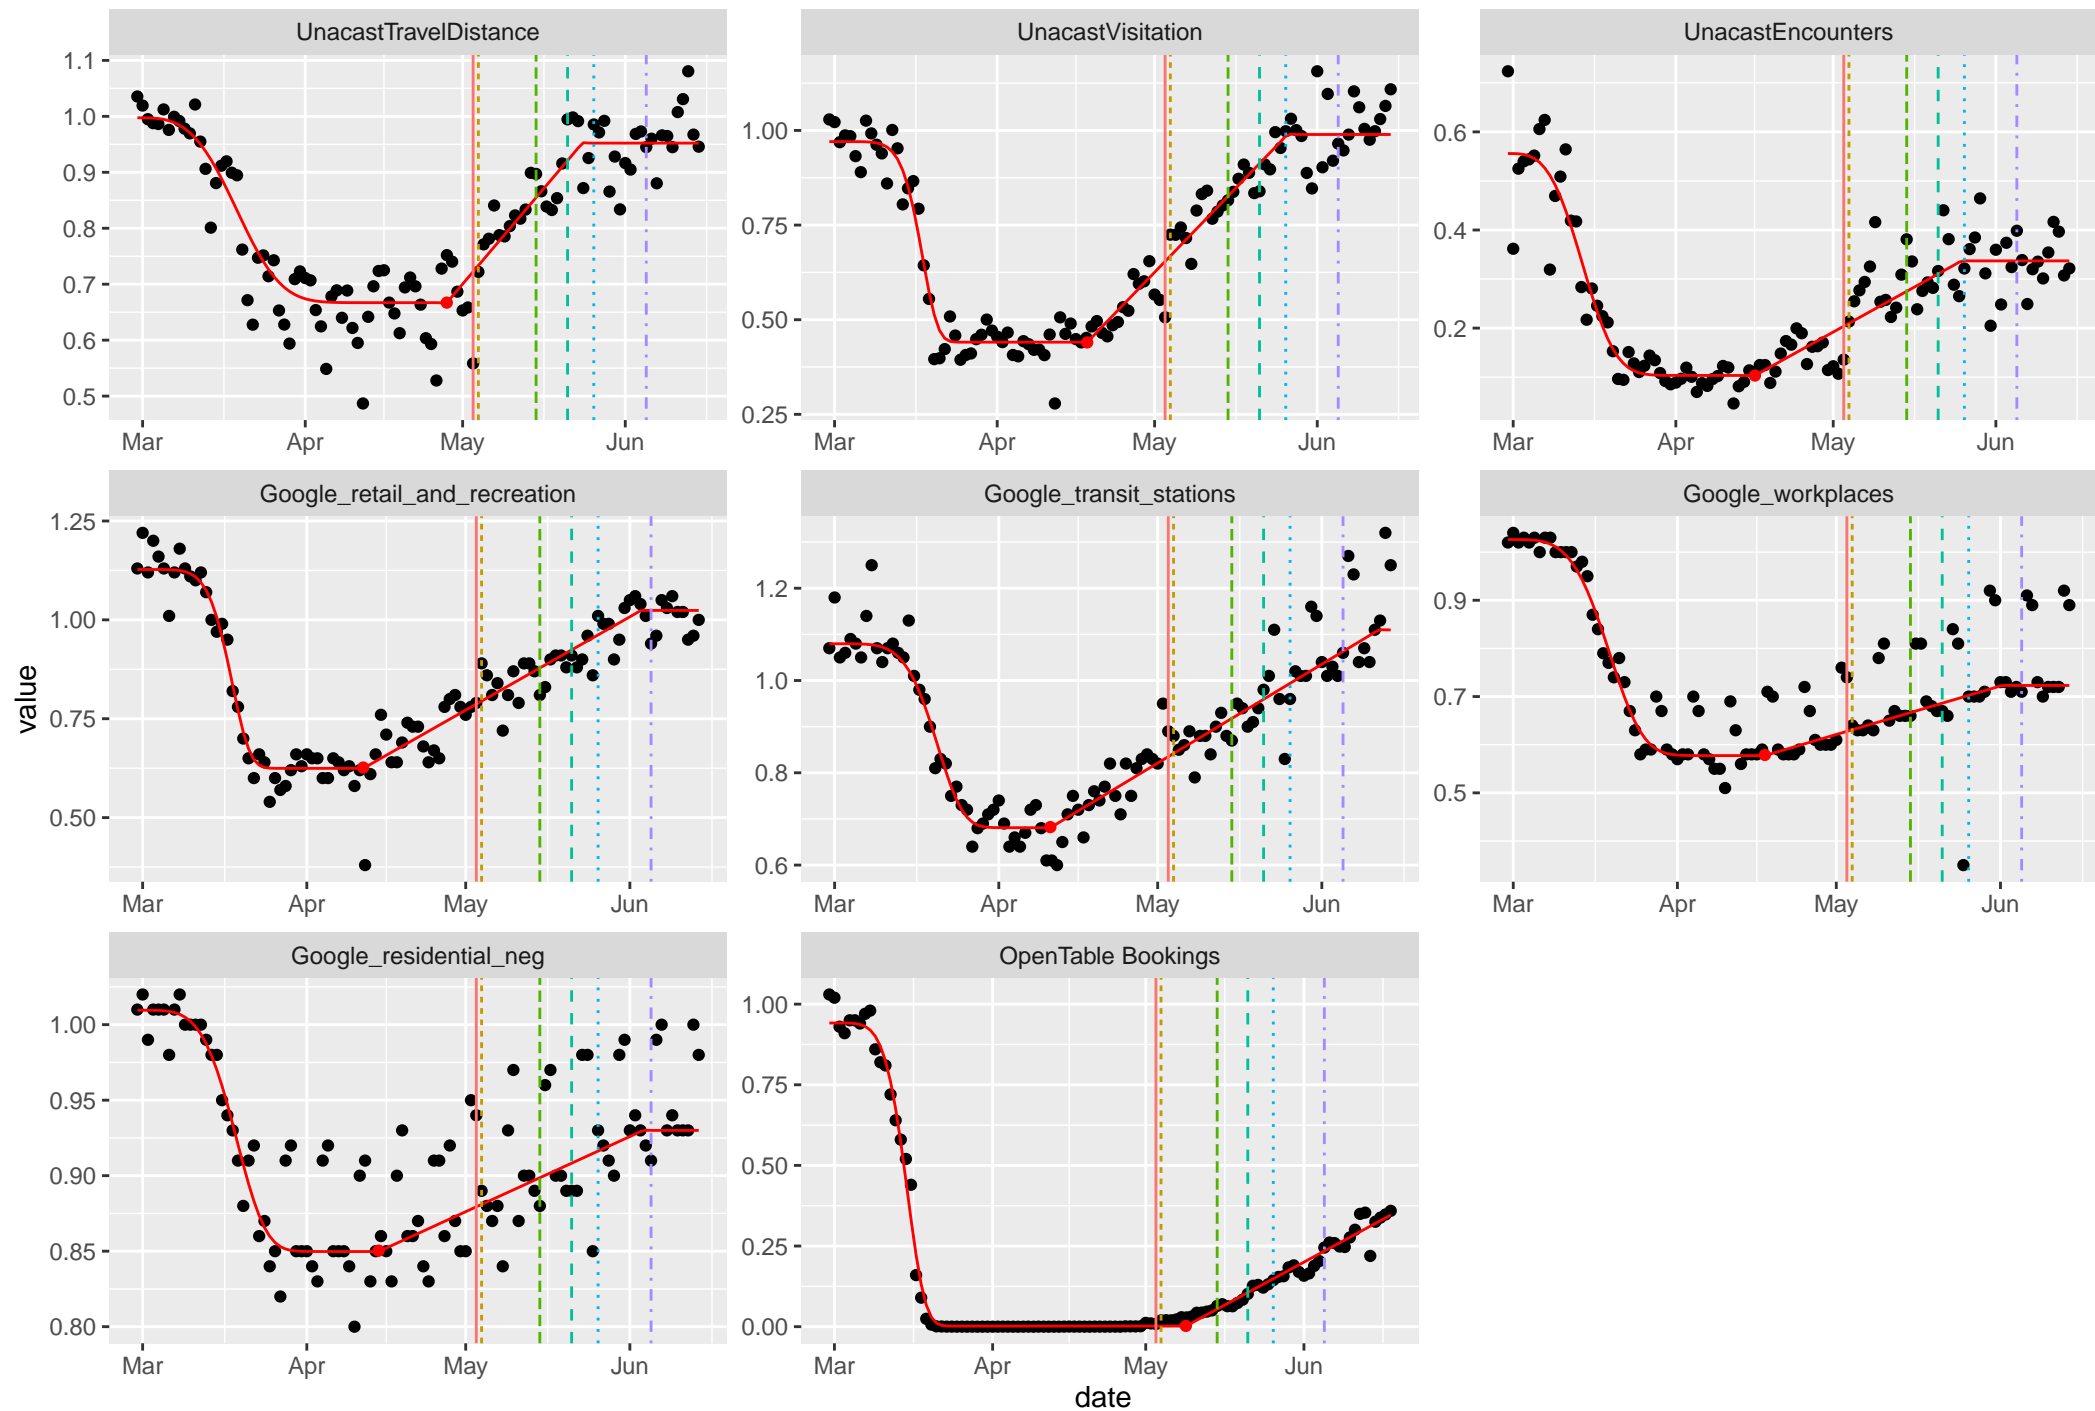 UnacastTravelDistance
UnacastVisitation
UnacastEncounters
1.1
1.0
0.9
0.8
0.7
0.6
0.5
1.00
0.75
0.50
0.25
0.6
0.4
0.2
Mar Apr May Jun
Mar Apr May Jun
Mar Apr May Jun
Google_retail_and_recreation
Google_transit_stations
Google_workplaces
value
1.25
1.00
0.75
0.50
1.2
1.0
0.8
0.6
0.9
0.7
0.5
Mar Apr May Jun
Mar Apr May Jun
Mar Apr May Jun
Google_residential_neg
OpenTable Bookings
1.00
0.95
0.90
0.85
0.80
1.00
0.75
0.50
0.25
0.00
Mar Apr May Jun
Mar Apr May Jun
date